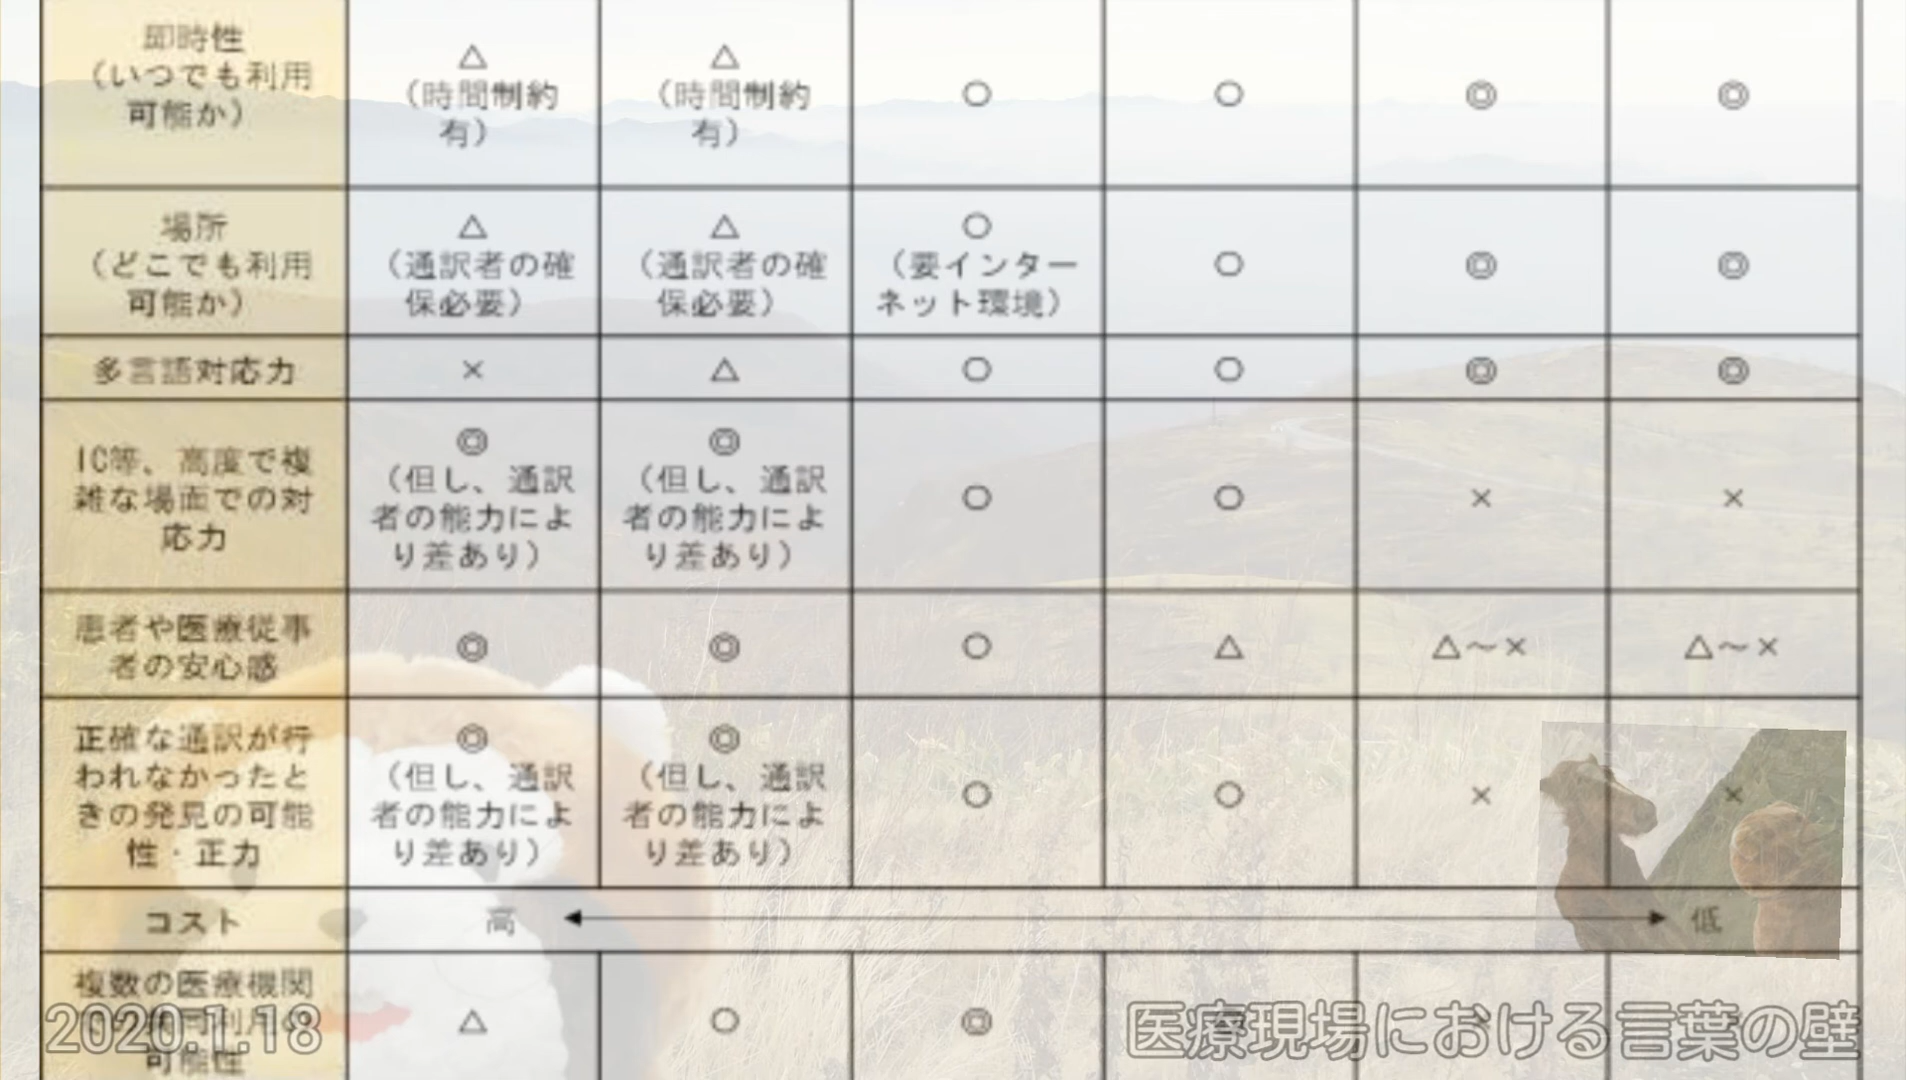 即時性
（いつでも利用
可能か）
△
（時間制約
有）
△
（時間制約
有）
○
○
◎
◎
場所
（どこでも利用
可能か）
△
（通訳者の確
保必要）
△
（通訳者の確
保必要）
○
（要インター
ネット環境）
○
◎
◎
多言語対応力
×
△
○
○
◎
◎
IC等、高度で複
雑な場面での対
応力
◎
（但し、通訳
者の能力によ
り差あり）
◎
（但し、通訳
者の能力によ
り差あり）
○
○
×
×
患者や医療従事
者の安心感
◎
◎
○
△
△～×
△～×
正確な通訳が行
われなかったと
きの発見の可能
性・正力
◎
（但し、通訳
者の能力によ
り差あり）
◎
（但し、通訳
者の能力によ
り差あり）
○
○
×
×
コスト
高
低
複数の医療機関
可能性
△
○
◎
2020.1.18
医療現場における言葉の壁